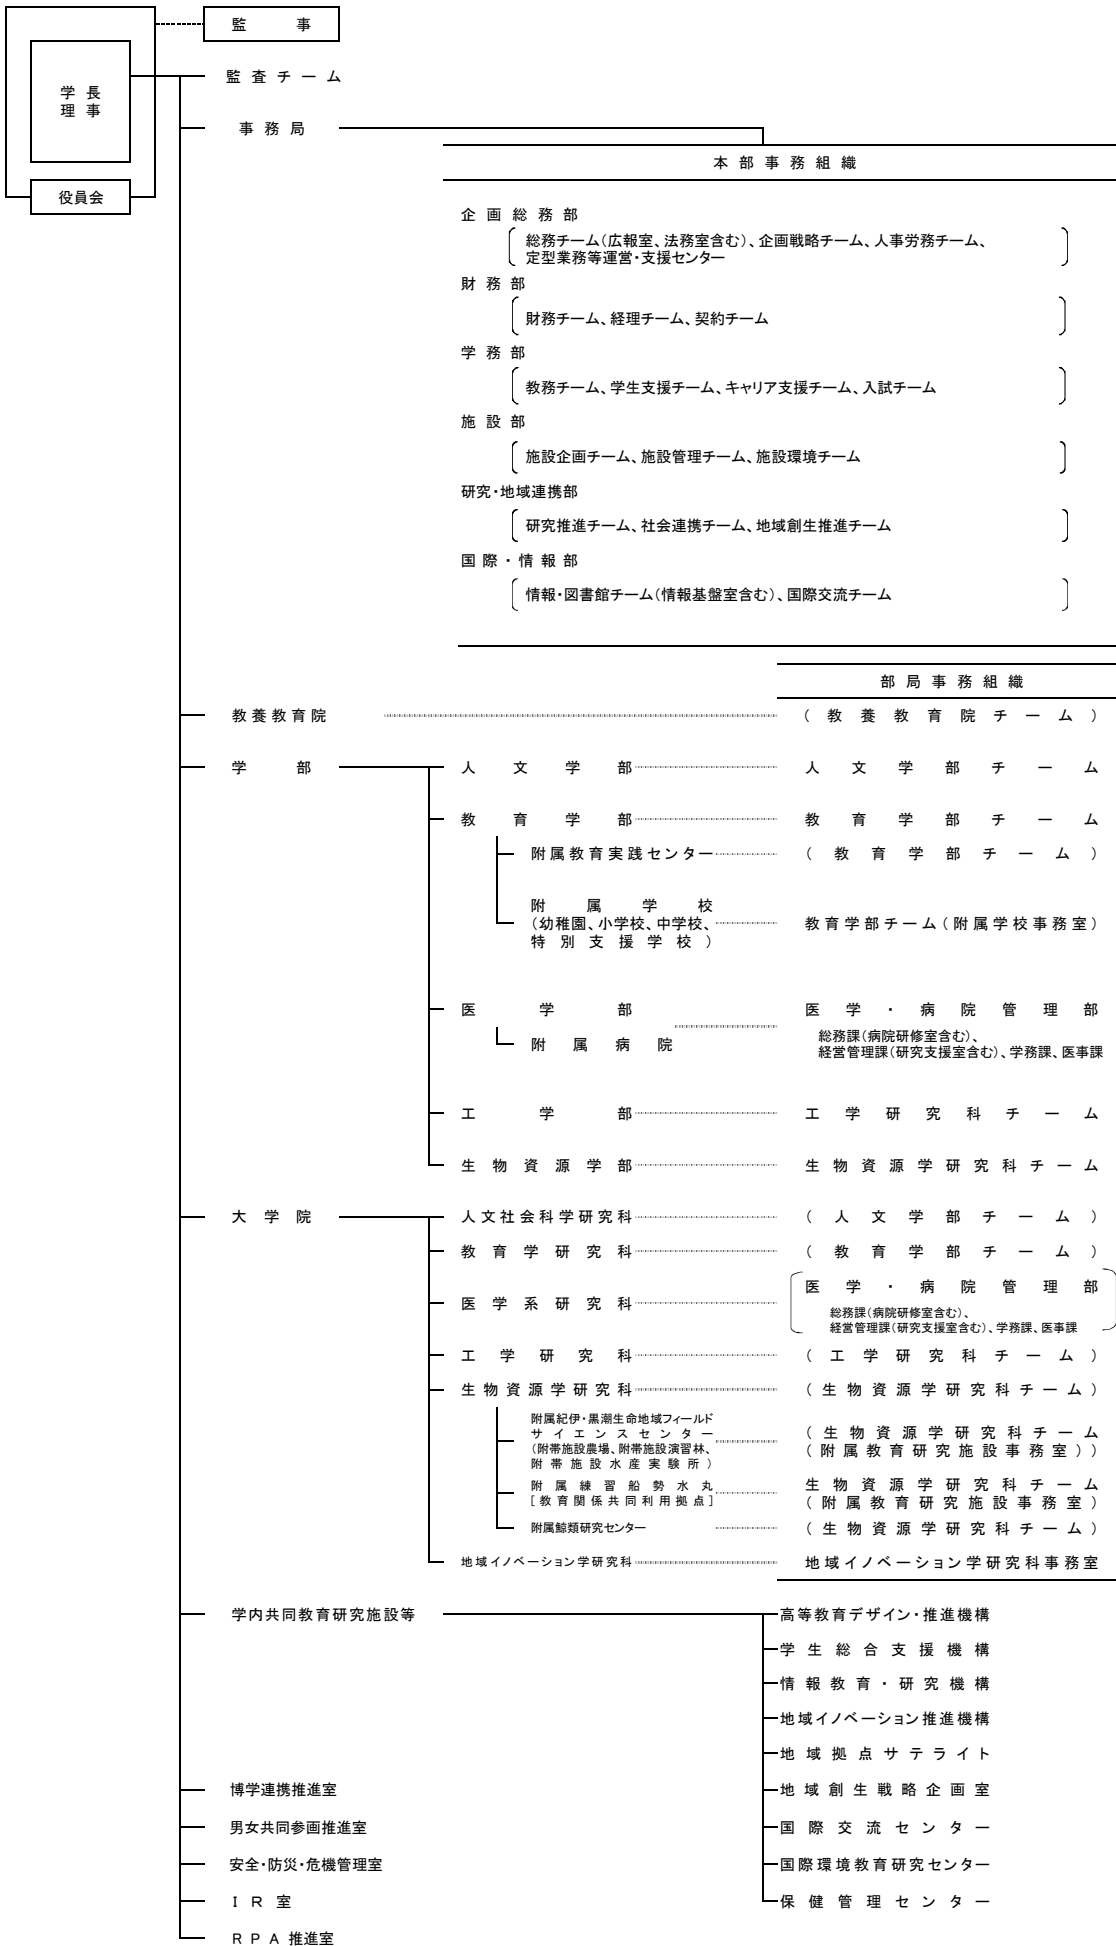 監事
監査チーム
学長
理事
事務局
本部事務組織
役員会
企画総務部
総務チーム(広報室、法務室含む)、企画戦略チーム、人事労務チーム、
定型業務等運営・支援センター
財務部
財務チーム、経理チーム、契約チーム
学務部
教務チーム、学生支援チーム、キャリア支援チーム、入試チーム
施設部
施設企画チーム、施設管理チーム、施設環境チーム
研究・地域連携部
研究推進チーム、社会連携チーム、地域創生推進チーム
国際・情報部
情報・図書館チーム(情報基盤室含む)、国際交流チーム
部局事務組織
教養教育院 (教養教育院チーム)
学部 人文学部 人文学部チーム
教育学部 教育学部チーム
附属教育実践センター (教育学部チーム)
附属学校
(幼稚園、小学校、中学校、
特別支援学校)
教育学部チーム(附属学校事務室)
医学部 医学・病院管理部
附属病院
総務課(病院研修室含む)、
経営管理課(研究支援室含む)、学務課、医事課
工学部 工学研究科チーム
生物資源学部 生物資源学研究科チーム
大学院 人文社会科学研究科 (人文学部チーム)
教育学研究科 (教育学部チーム)
医学系研究科
医学・病院管理部
総務課(病院研修室含む)、
経営管理課(研究支援室含む)、学務課、医事課
工学研究科 (工学研究科チーム)
生物資源学研究科 (生物資源学研究科チーム)
附属紀伊・黒潮生命地域フィールド
サイエンスセンター
(附帯施設農場、附帯施設演習林、
附帯施設水産実験所)
(生物資源学研究科チーム
(附属教育研究施設事務室))
附属練習船勢水丸
[教育関係共同利用拠点]
生物資源学研究科チーム
(附属教育研究施設事務室)
附属鯨類研究センター (生物資源学研究科チーム)
地域イノベーション学研究科 地域イノベーション学研究科事務室
学内共同教育研究施設等 高等教育デザイン・推進機構
学生総合支援機構
情報教育・研究機構
地域イノベーション推進機構
地域拠点サテライト
博学連携推進室 地域創生戦略企画室
男女共同参画推進室 国際交流センター
安全・防災・危機管理室 国際環境教育研究センター
IR室 保健管理センター
RPA推進室